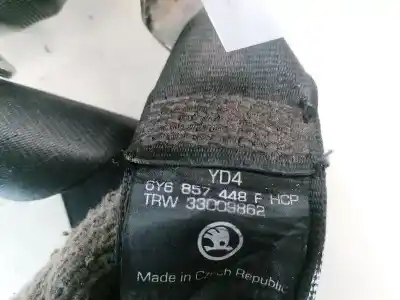 YD4
6Y6 857 448 F HCP
TRW 33009862
Made in Czech Republic